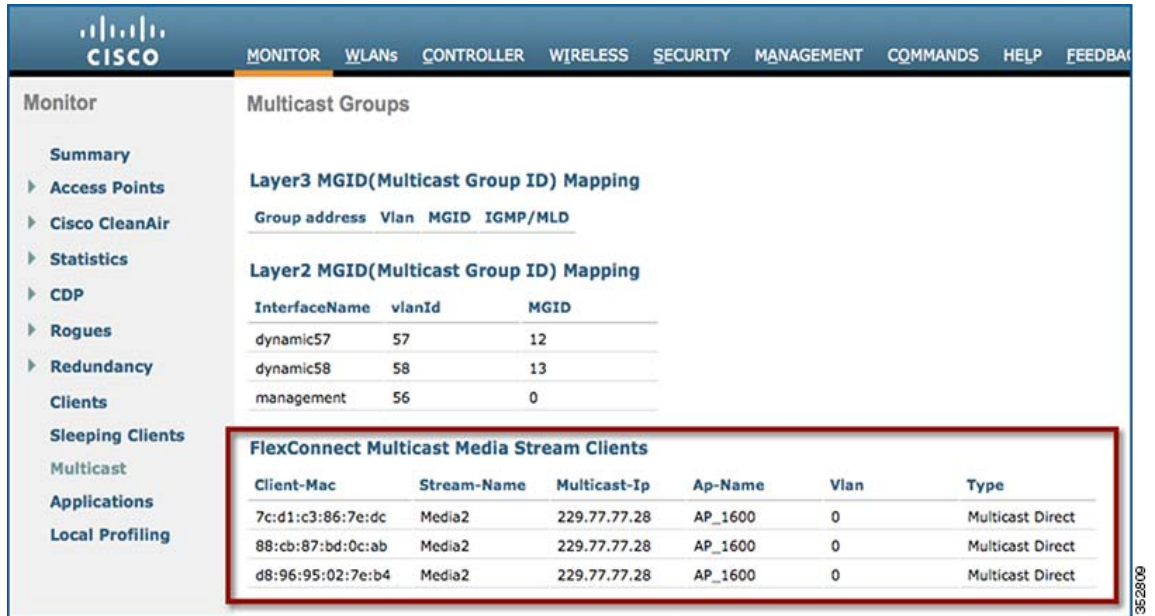 CISCO
MONITOR WLANs CONTROLLER WIRELESS SECURITY MANAGEMENT COMMANDS HELP FEEDBA
Monitor
Summary
Access Points
Cisco CleanAir
Statistics
CDP
Rogues
Redundancy
Clients
Sleeping Clients
Multicast
Applications
Local Profiling
Multicast Groups
Layer3 MGID(Multicast Group ID) Mapping
Group address Vlan MGID IGMP/MLD
Layer2 MGID(Multicast Group ID) Mapping
InterfaceName vlanId MGID
dynamic57 57 12
dynamic58 58 13
management 56 0
FlexConnect Multicast Media Stream Clients
Client-Mac Stream-Name Multicast-Ip Ap-Name Vlan Type
7c:d1:c3:86:7e:dc Media2 229.77.77.28 AP_1600 0 Multicast Direct
88:cb:87:bd:0c:ab Media2 229.77.77.28 AP_1600 0 Multicast Direct
d8:96:95:02:7e:b4 Media2 229.77.77.28 AP_1600 0 Multicast Direct
352809